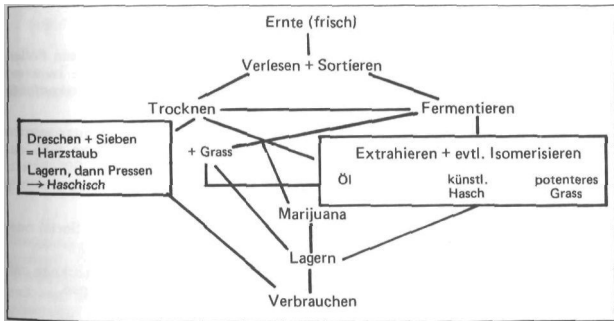 Ernte (frisch)
Verlesen + Sortieren
Trocknen
Fermentieren
Dreschen + Sieben
= Harzstaub
Lagern, dann Pressen
→ Haschisch
+ Grass
Extrahieren + evtl. Isomerisieren
Öl
künstl.
Hasch
potenteres
Grass
Marijuana
Lagern
Verbrauchen